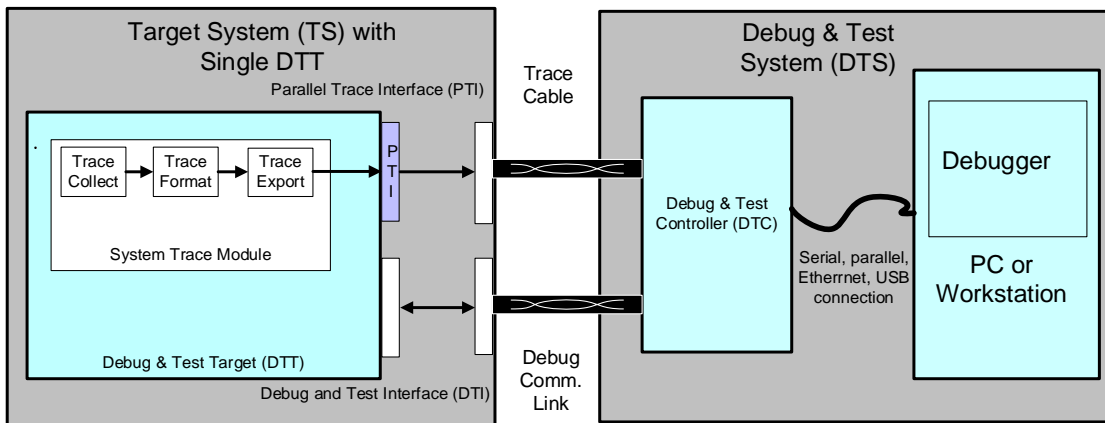 Target System (TS) with
Single DTT
Parallel Trace Interface (PTI)
Trace
Collect
Trace
Format
Trace
Export
P
T
I
System Trace Module
Debug & Test Target (DTT)
Debug and Test Interface (DTI)
Trace
Cable
Debug
Comm.
Link
Debug & Test
System (DTS)
Debug & Test
Controller (DTC)
Serial, parallel,
Etherrnet, USB
connection
Debugger
PC or
Workstation